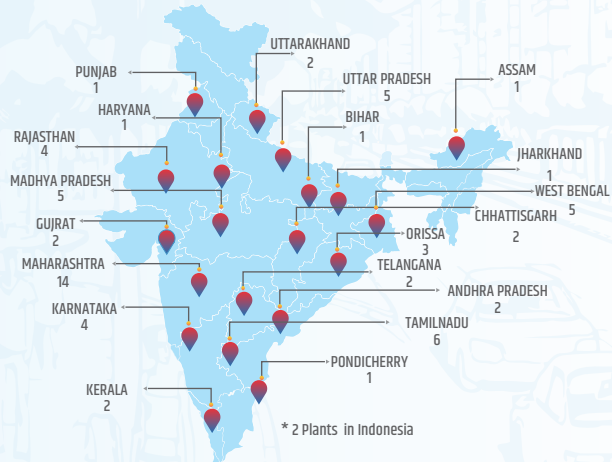 UTTARAKHAND
2
PUNJAB
1
UTTAR PRADESH
5
ASSAM
1
HARYANA
1
BIHAR
1
RAJASTHAN
4
JHARKHAND
1
MADHYA PRADESH
5
WEST BENGAL
5
CHHATTISGARH
2
GUJRAT
2
ORISSA
3
MAHARASHTRA
14
TELANGANA
2
ANDHRA PRADESH
2
KARNATAKA
4
TAMILNADU
6
PONDICHERRY
1
KERALA
2
* 2 Plants in Indonesia